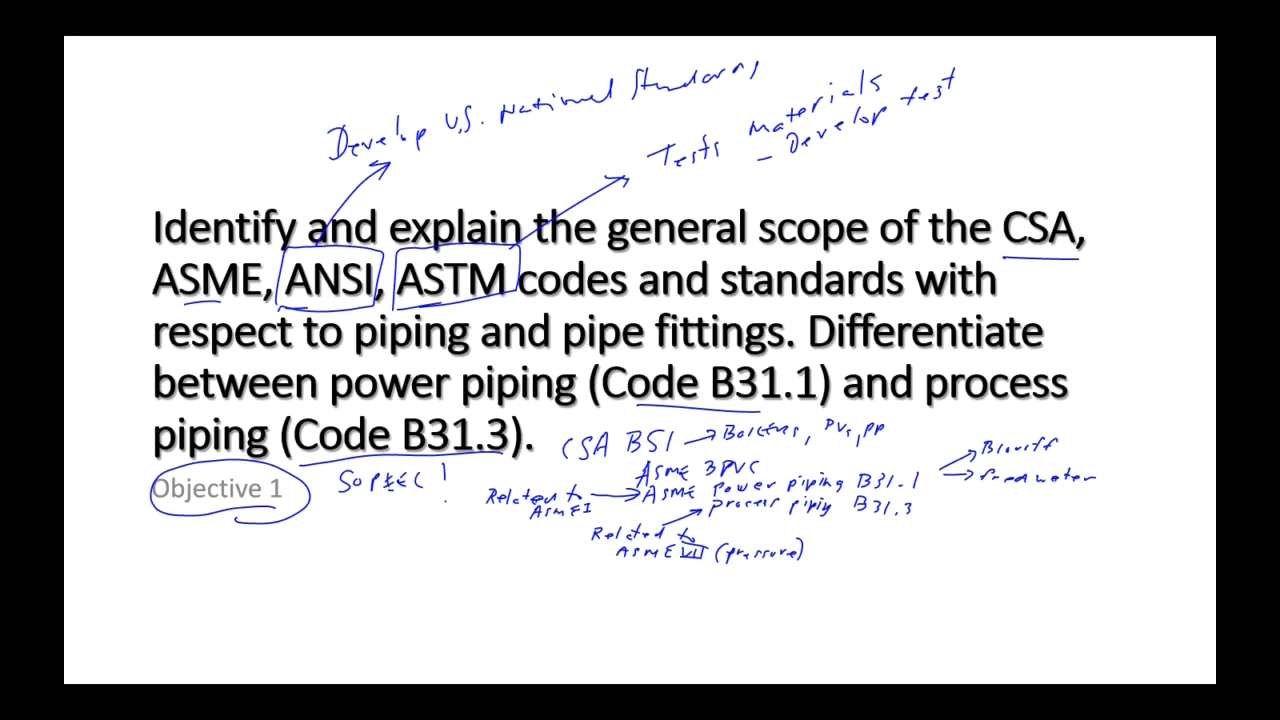 Develop U.S. National Standards
Tests Materials
- Develop test
Identify and explain the general scope of the CSA,
ASME, ANSI, ASTM codes and standards with
respect to piping and pipe fittings. Differentiate
between power piping (Code B31.1) and process
piping (Code B31.3).
CSA B51 → Boilers, PVs, PP
Objective 1
SOPEEC!
ASME BPVC
Blowoff
Related to
ASME I
ASME Power piping B31.1
feedwater
process piping B31.3
Related to
ASME VIII (pressure)